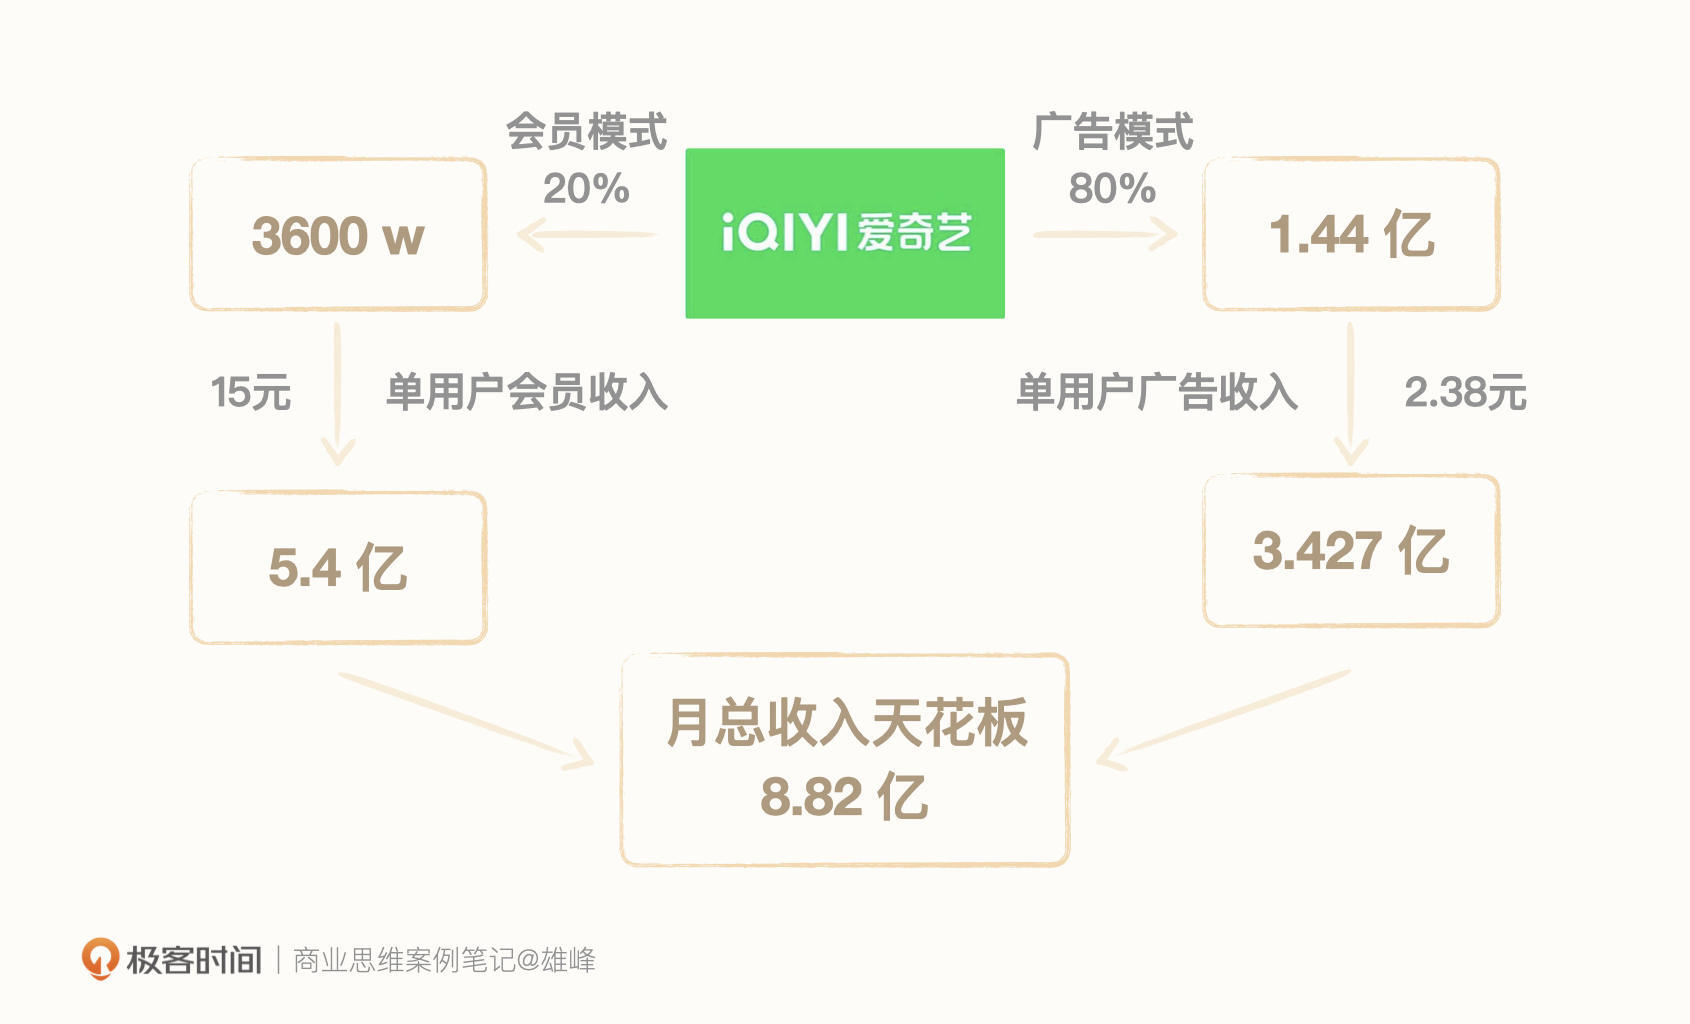 会员模式
20%
广告模式
80%
3600 w
iQIYI 爱奇艺
1.44 亿
15元
单用户会员收入
单用户广告收入
2.38元
5.4 亿
3.427 亿
月总收入天花板
8.82 亿
极客时间 | 商业思维案例笔记@雄峰